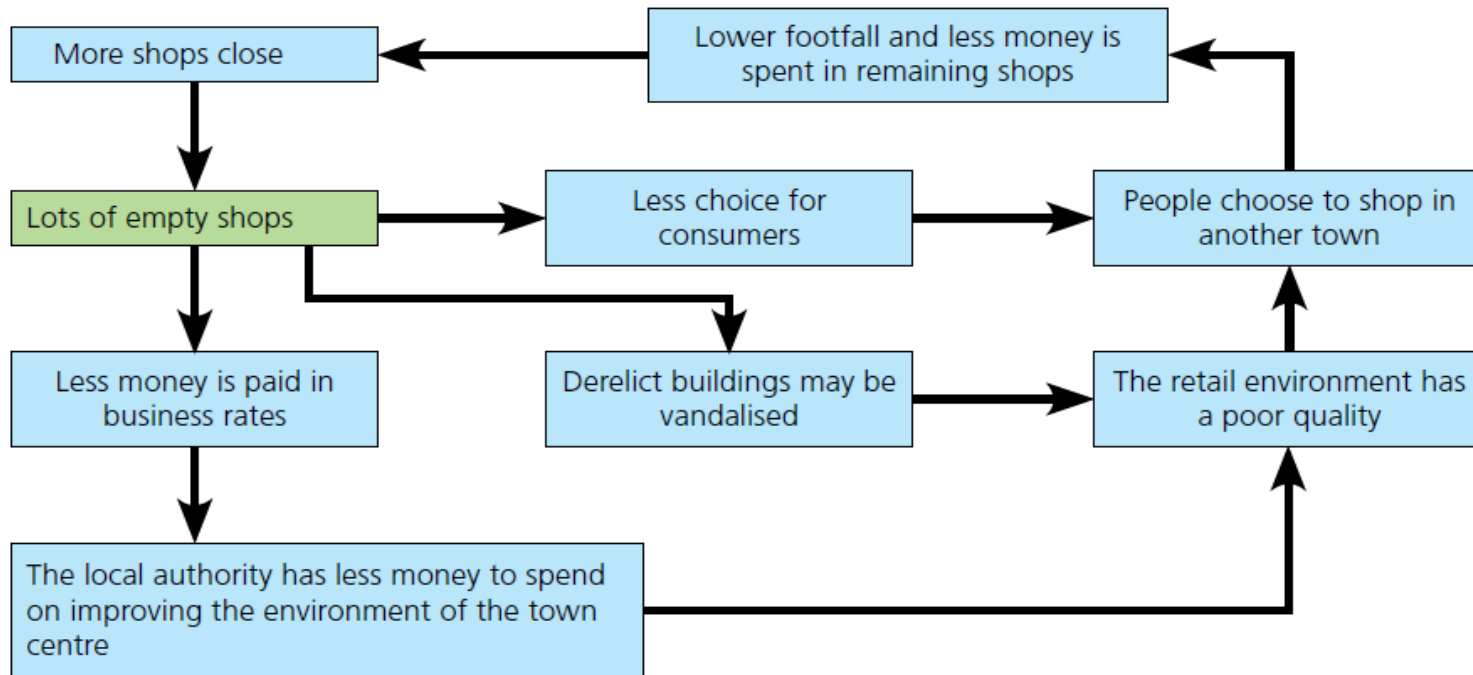 More shops close
Lower footfall and less money is
spent in remaining shops
Lots of empty shops
Less choice for
consumers
People choose to shop in
another town
Less money is paid in
business rates
Derelict buildings may be
vandalised
The retail environment has
a poor quality
The local authority has less money to spend
on improving the environment of the town
centre